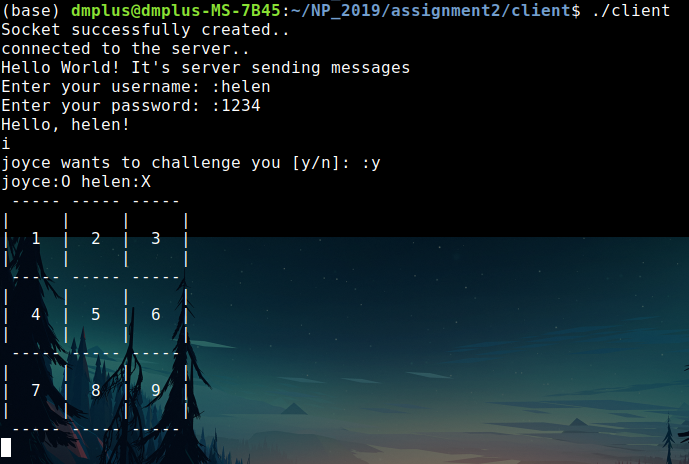 (base) dmplus@dmplus-MS-7B45:~/NP_2019/assignment2/client$ ./client
Socket successfully created..
connected to the server..
Hello World! It's server sending messages
Enter your username: :helen
Enter your password: :1234
Hello, helen!
i
joyce wants to challenge you [y/n]: :y
joyce:O helen:X
 ----- ----- -----
|     |     |     |
|  1  |  2  |  3  |
|     |     |     |
 ----- ----- -----
|     |     |     |
|  4  |  5  |  6  |
|     |     |     |
 ----- ----- -----
|     |     |     |
|  7  |  8  |  9  |
|     |     |     |
 ----- ----- -----